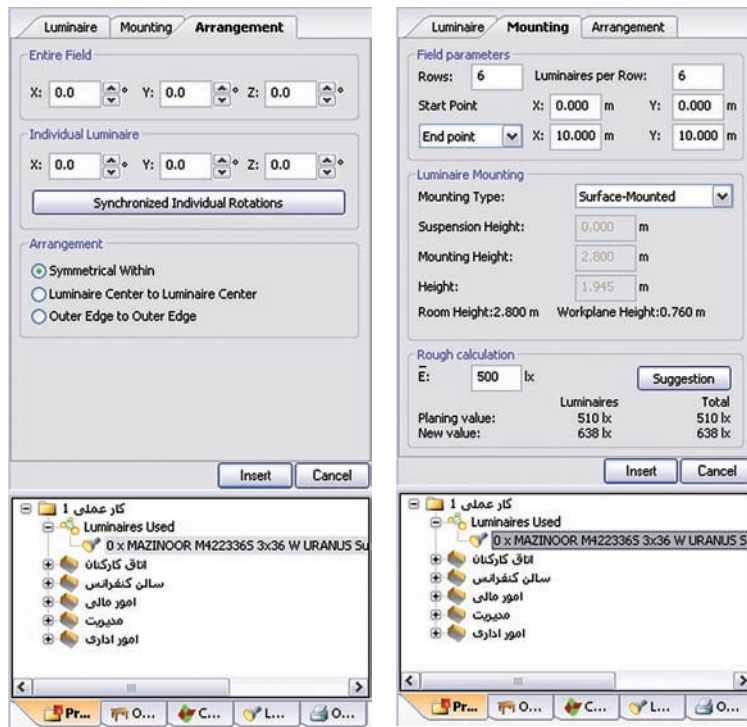 Luminaire Mounting Arrangement
Entire Field
X: 0.0 ° Y: 0.0 ° Z: 0.0 °
Individual Luminaire
X: 0.0 ° Y: 0.0 ° Z: 0.0 °
Synchronized Individual Rotations
Arrangement
Symmetrical Within
Luminaire Center to Luminaire Center
Outer Edge to Outer Edge
Insert Cancel
کار عملی 1
Luminaires Used
0 x MAZINOOR M4223365 3x36 W URANUS Su
اتاق کارکنان
سالن کنفرانس
امور مالی
مدیریت
امور اداری
Pr... O... C... L... O...
Luminaire Mounting Arrangement
Field parameters
Rows: 6 Luminaires per Row: 6
Start Point X: 0.000 m Y: 0.000 m
End point X: 10.000 m Y: 10.000 m
Luminaire Mounting
Mounting Type: Surface-Mounted
Suspension Height: 0.000 m
Mounting Height: 2.800 m
Height: 1.945 m
Room Height:2.800 m Workplane Height:0.760 m
Rough calculation
E̅: 500 lx Suggestion
Luminaires Total
Planing value: 510 lx 510 lx
New value: 638 lx 638 lx
Insert Cancel
کار عملی 1
Luminaires Used
0 x MAZINOOR M4223365 3x36 W URANUS S
اتاق کارکنان
سالن کنفرانس
امور مالی
مدیریت
امور اداری
Pr... O... C... L... O...